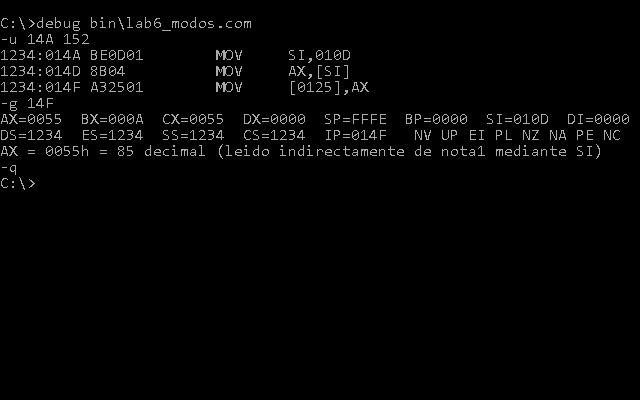 C:\>debug bin\lab6_modos.com
-u 14A 152
1234:014A BE0D01        MOV     SI,010D
1234:014D 8B04          MOV     AX,[SI]
1234:014F A32501        MOV     [0125],AX
-g 14F
AX=0055  BX=000A  CX=0055  DX=0000  SP=FFFE  BP=0000  SI=010D  DI=0000
DS=1234  ES=1234  SS=1234  CS=1234  IP=014F   NV UP EI PL NZ NA PE NC
AX = 0055h = 85 decimal (leido indirectamente de nota1 mediante SI)
-q
C:\>